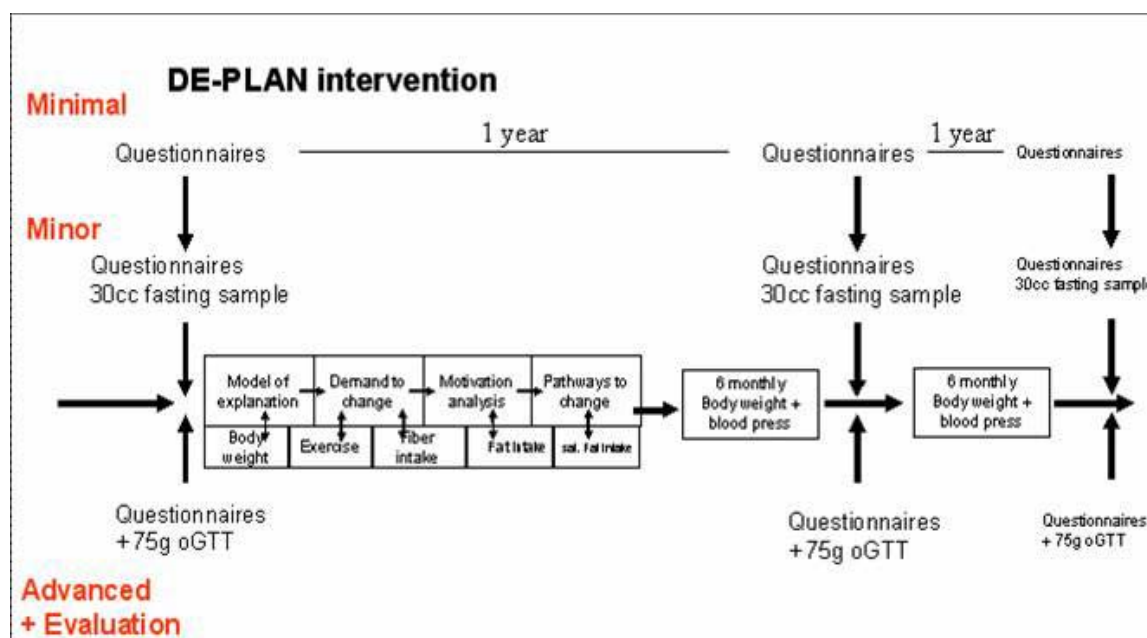 DE-PLAN intervention
Minimal
1 year
1 year
Questionnaires
Questionnaires
Questionnaires
Minor
Questionnaires
30cc fasting sample
Questionnaires
30cc fasting sample
Questionnaires
30cc fasting sample
Model of
explanation
Demand to
change
Motivation
analysis
Pathways to
change
Body
weight
Exercise
Fiber
intake
Fat Intake
sat. Fat Intake
6 monthly
Body weight +
blood press
6 monthly
Body weight +
blood press
Questionnaires
+75g oGTT
Questionnaires
+75g oGTT
Questionnaires
+ 75g oGTT
Advanced
+ Evaluation